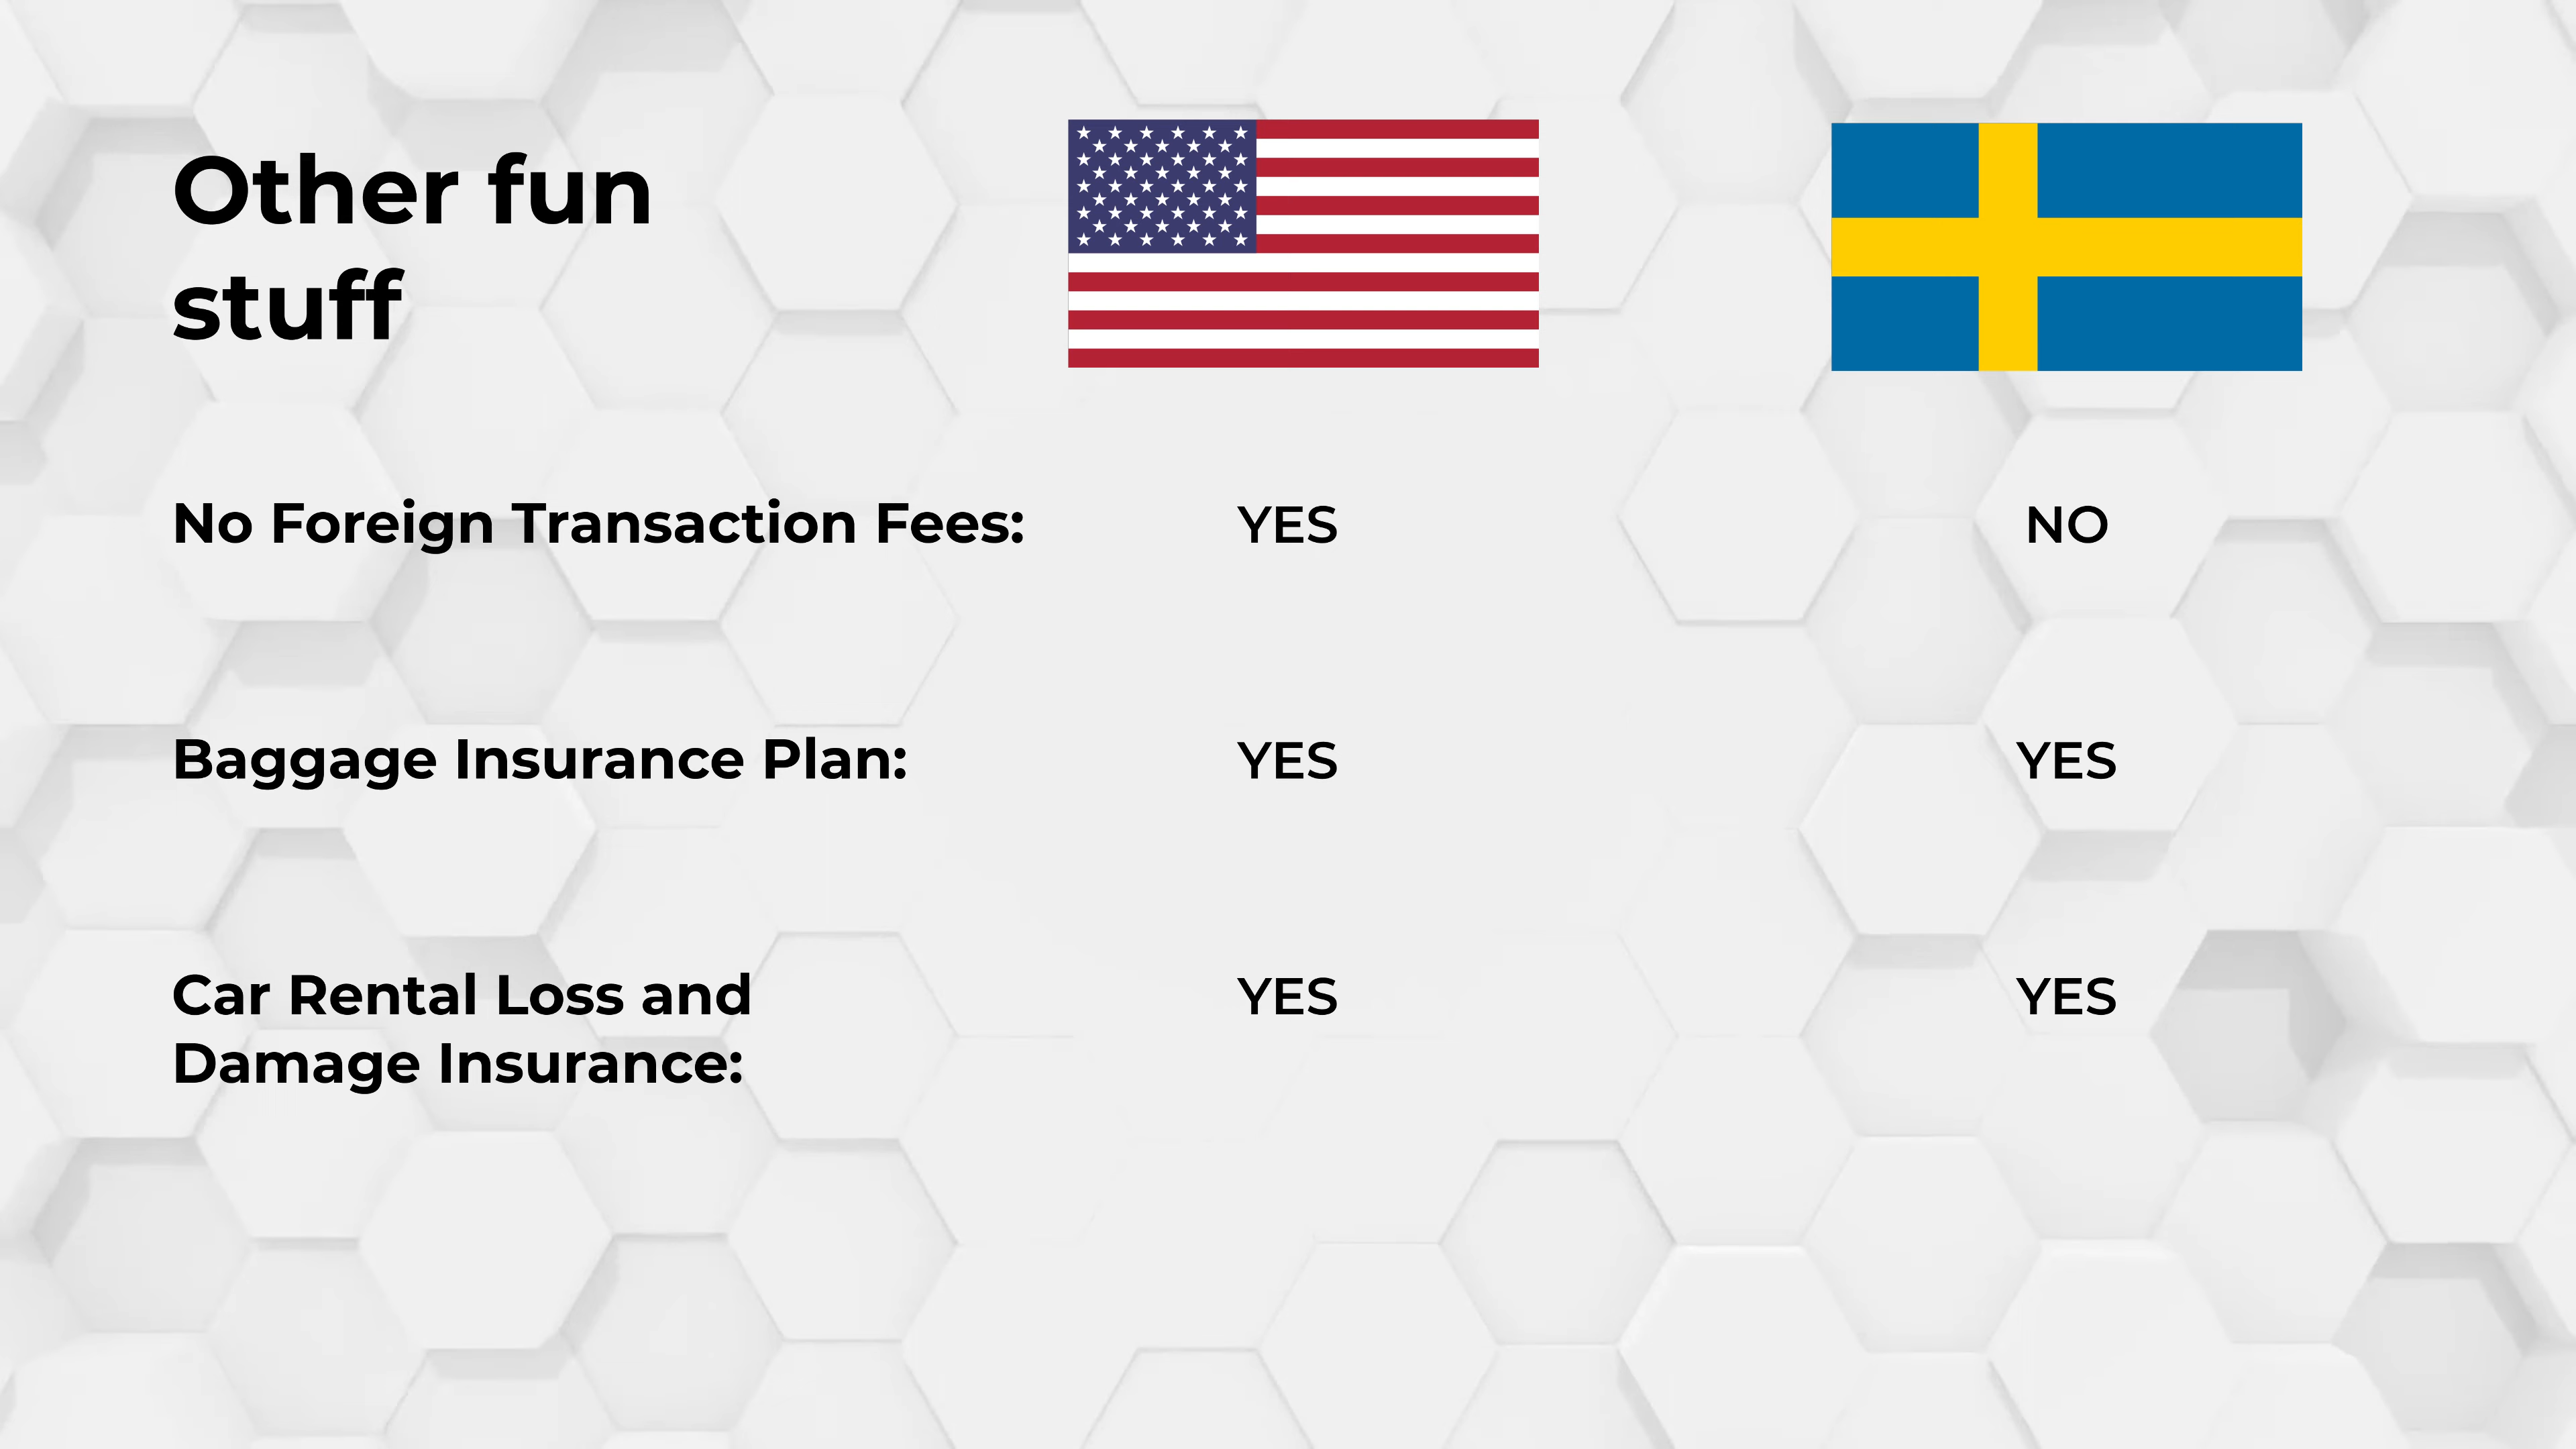 Other fun
stuff
No Foreign Transaction Fees: YES NO
Baggage Insurance Plan: YES YES
Car Rental Loss and YES YES
Damage Insurance: